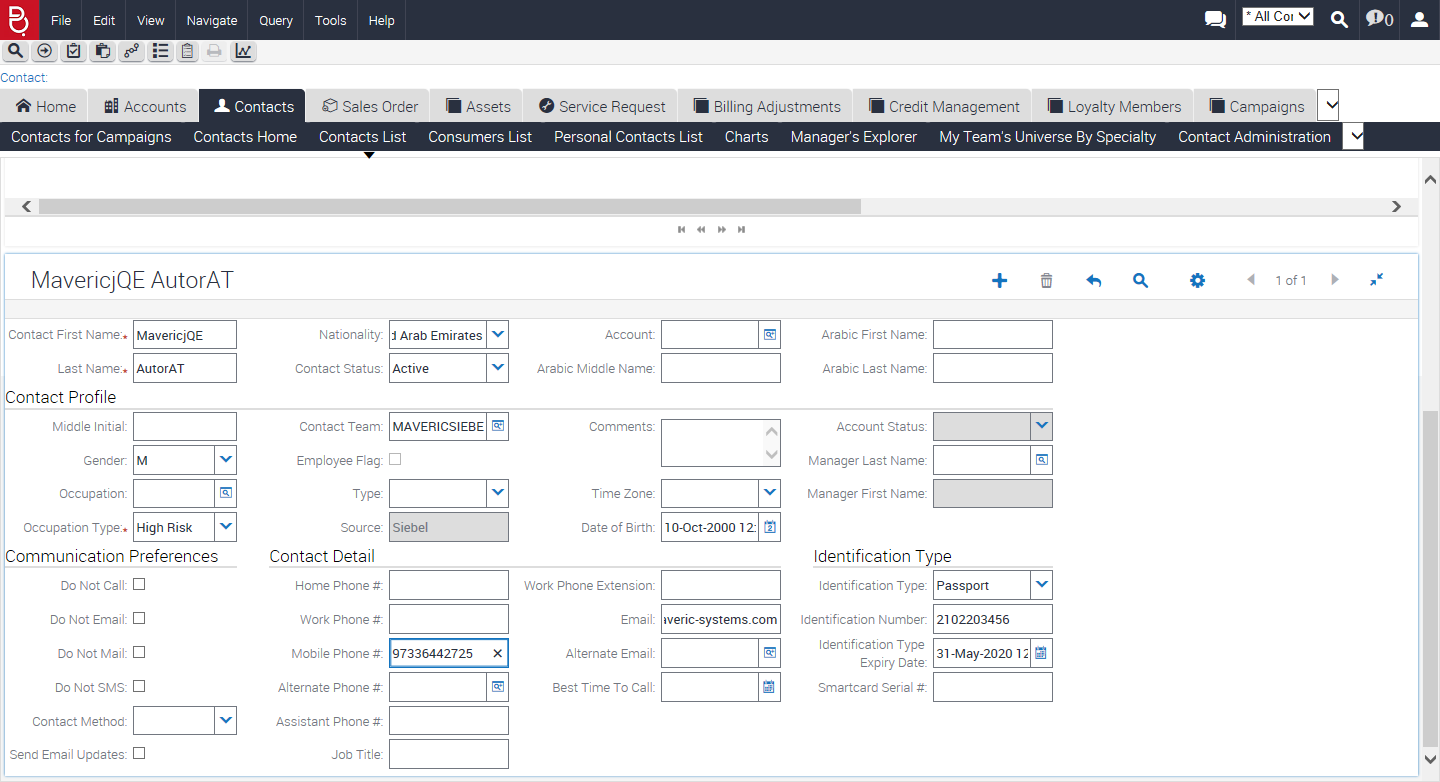 File Edit View Navigate Query Tools Help * All Cor 0
Contact:
Home Accounts Contacts Sales Order Assets Service Request Billing Adjustments Credit Management Loyalty Members Campaigns
Contacts for Campaigns Contacts Home Contacts List Consumers List Personal Contacts List Charts Manager's Explorer My Team's Universe By Specialty Contact Administration
MavericjQE AutorAT 1 of 1
Contact First Name:* MavericjQE Nationality: d Arab Emirates Account: Arabic First Name:
Last Name:* AutorAT Contact Status: Active Arabic Middle Name: Arabic Last Name:
Contact Profile
Middle Initial: Contact Team: MAVERICSIEBE Comments: Account Status:
Gender: M Employee Flag: Manager Last Name:
Occupation: Type: Time Zone: Manager First Name:
Occupation Type:* High Risk Source: Siebel Date of Birth: 10-Oct-2000 12:
Communication Preferences Contact Detail Identification Type
Do Not Call: Home Phone #: Work Phone Extension: Identification Type: Passport
Do Not Email: Work Phone #: Email: averic-systems.com Identification Number: 2102203456
Do Not Mail: Mobile Phone #: 97336442725 Alternate Email: Identification Type Expiry Date: 31-May-2020 12
Do Not SMS: Alternate Phone #: Best Time To Call: Smartcard Serial #:
Contact Method: Assistant Phone #:
Send Email Updates: Job Title: